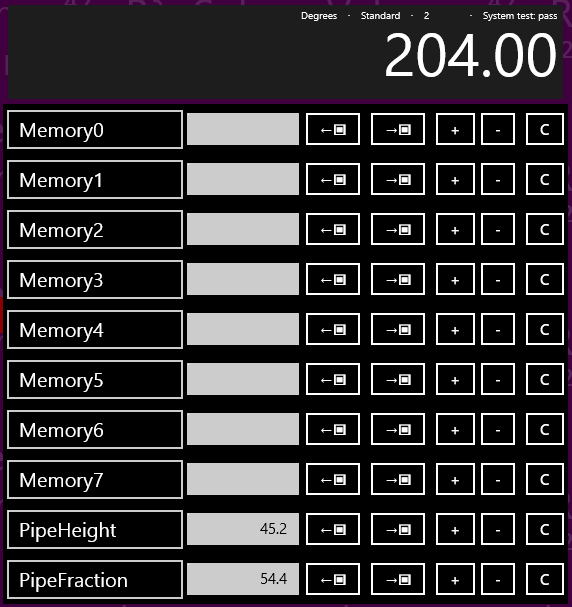 Degrees · Standard · 2 · System test: pass
204.00
Memory0 ←▣ →▣ + - C
Memory1 ←▣ →▣ + - C
Memory2 ←▣ →▣ + - C
Memory3 ←▣ →▣ + - C
Memory4 ←▣ →▣ + - C
Memory5 ←▣ →▣ + - C
Memory6 ←▣ →▣ + - C
Memory7 ←▣ →▣ + - C
PipeHeight 45.2 ←▣ →▣ + - C
PipeFraction 54.4 ←▣ →▣ + - C